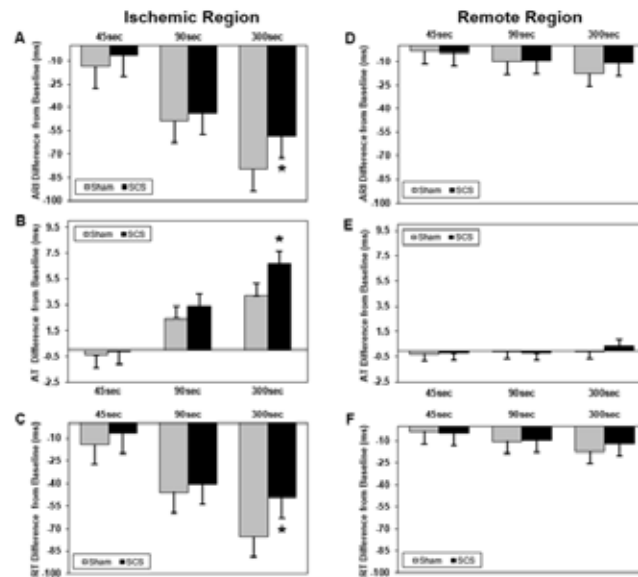 Ischemic Region
Remote Region
A
45sec 90sec 300sec
ARI Difference from Baseline (ms)
-10
-25
-40
-55
-70
-85
-100
Sham SCS
*
D
45sec 90sec 300sec
ARI Difference from Baseline (ms)
-10
-25
-40
-55
-70
-85
-100
Sham SCS
B
AT Difference from Baseline (ms)
9.5
7.5
5.5
3.5
1.5
-0.5
-2.5
Sham SCS
*
45sec 90sec 300sec
E
AT Difference from Baseline (ms)
9.5
7.5
5.5
3.5
1.5
-0.5
-2.5
Sham SCS
45sec 90sec 300sec
C
45sec 90sec 300sec
RT Difference from Baseline (ms)
-10
-25
-40
-55
-70
-85
-100
Sham SCS
*
F
45sec 90sec 300sec
RT Difference from Baseline (ms)
-10
-25
-40
-55
-70
-85
-100
Sham SCS